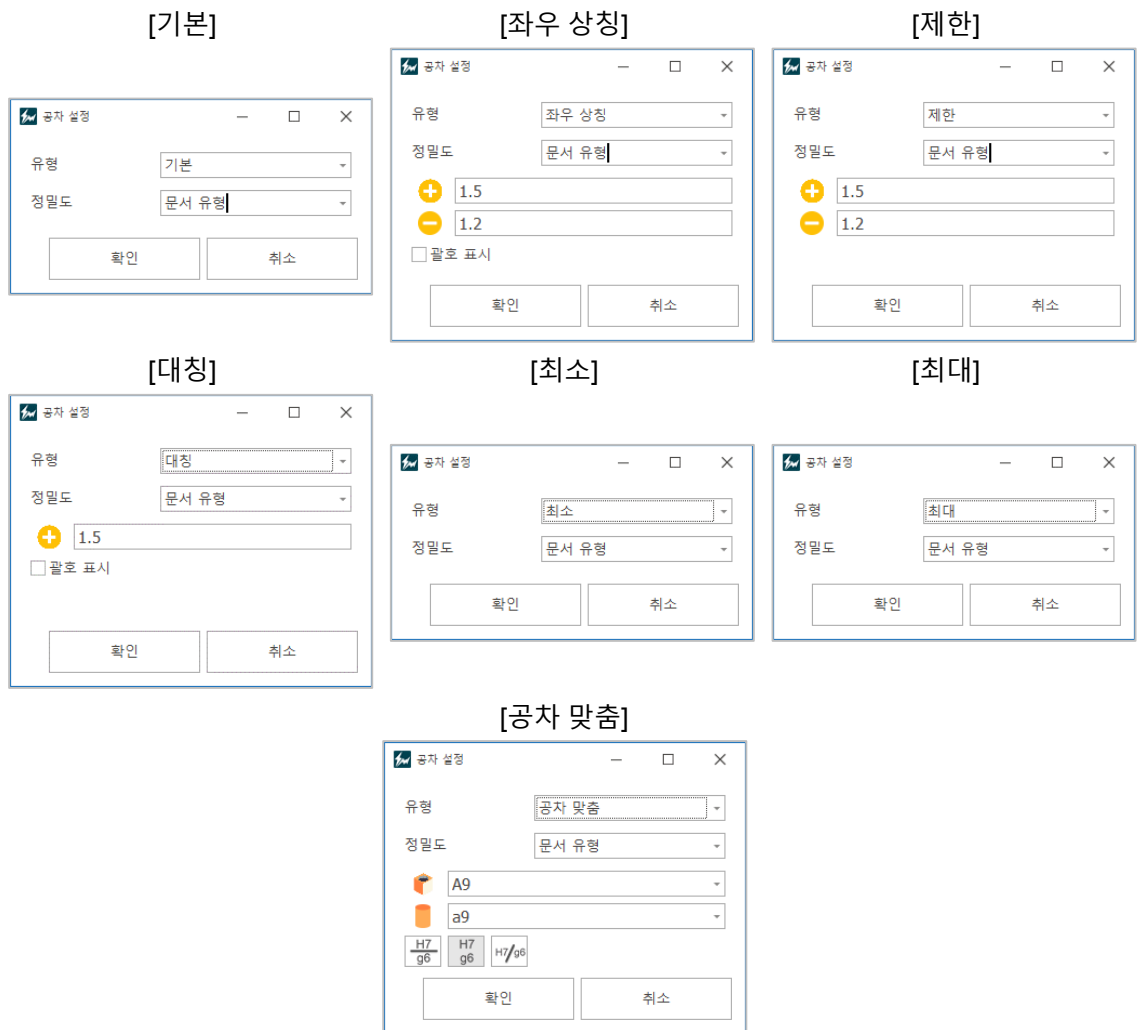 [기본]
[좌우 상칭]
[제한]
공차 설정
유형
기본
정밀도
문서 유형
확인
취소
공차 설정
유형
좌우 상칭
정밀도
문서 유형
1.5
1.2
괄호 표시
확인
취소
공차 설정
유형
제한
정밀도
문서 유형
1.5
1.2
확인
취소
[대칭]
[최소]
[최대]
공차 설정
유형
대칭
정밀도
문서 유형
1.5
괄호 표시
확인
취소
공차 설정
유형
최소
정밀도
문서 유형
확인
취소
공차 설정
유형
최대
정밀도
문서 유형
확인
취소
[공차 맞춤]
공차 설정
유형
공차 맞춤
정밀도
문서 유형
A9
a9
H7
g6
H7
g6
H7/g6
확인
취소